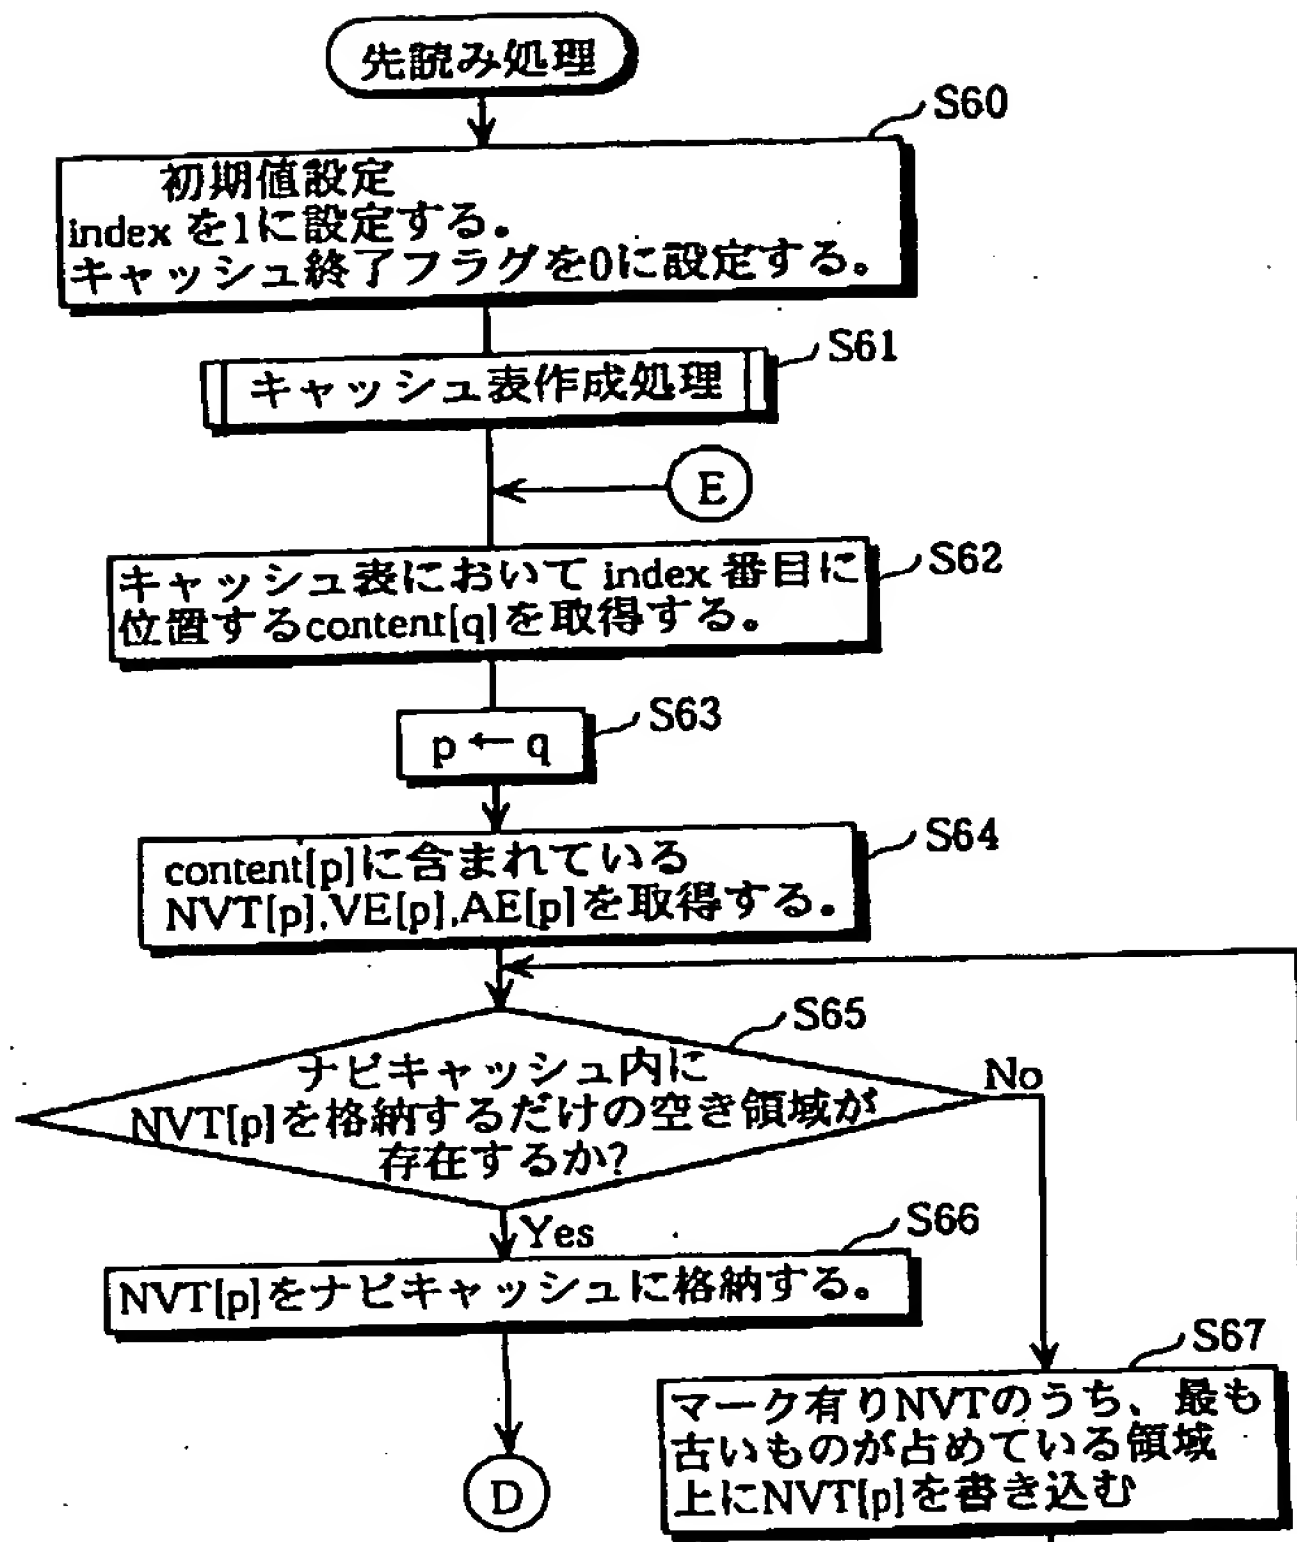 先読み処理
S60
初期値設定
index を1に設定する。
キャッシュ終了フラグを0に設定する。
S61
キャッシュ表作成処理
E
S62
キャッシュ表において index 番目に
位置するcontent[q]を取得する。
S63
p ← q
S64
content[p]に含まれている
NVT[p],VE[p],AE[p]を取得する。
S65
ナビキャッシュ内に
NVT[p]を格納するだけの空き領域が
存在するか?
No
Yes
S66
NVT[p]をナビキャッシュに格納する。
S67
マーク有りNVTのうち、最も
古いものが占めている領域
上にNVT[p]を書き込む
D